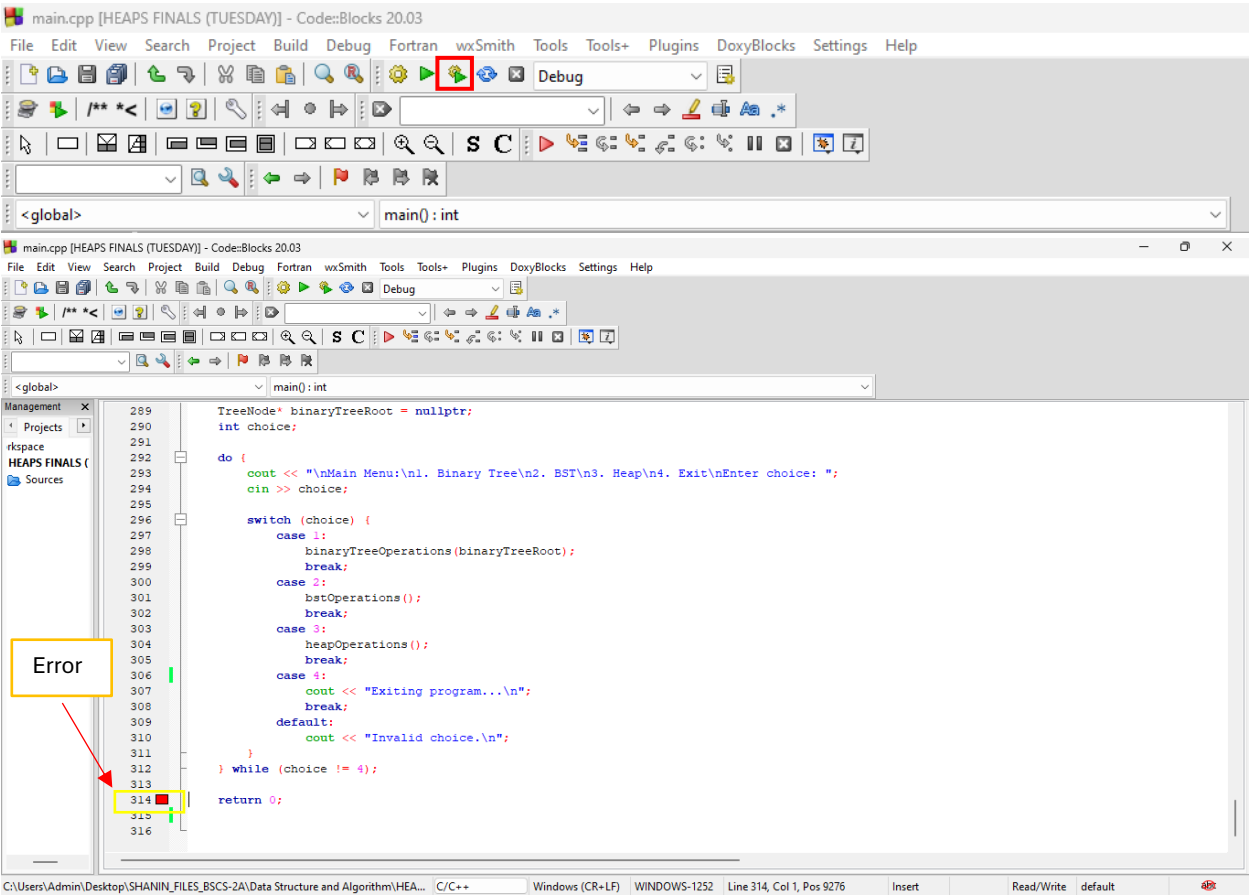 main.cpp [HEAPS FINALS (TUESDAY)] - Code::Blocks 20.03
File Edit View Search Project Build Debug Fortran wxSmith Tools Tools+ Plugins DoxyBlocks Settings Help
Debug
/** *<
Aa .*
S C
<global> main() : int
main.cpp [HEAPS FINALS (TUESDAY)] - Code::Blocks 20.03
File Edit View Search Project Build Debug Fortran wxSmith Tools Tools+ Plugins DoxyBlocks Settings Help
Debug
/** *<
Aa .*
S C
<global> main() : int
Management
Projects
rkspace
HEAPS FINALS (
Sources
289 TreeNode* binaryTreeRoot = nullptr;
290 int choice;
291
292 do {
293 cout << "\nMain Menu:\n1. Binary Tree\n2. BST\n3. Heap\n4. Exit\nEnter choice: ";
294 cin >> choice;
295
296 switch (choice) {
297 case 1:
298 binaryTreeOperations(binaryTreeRoot);
299 break;
300 case 2:
301 bstOperations();
302 break;
303 case 3:
304 heapOperations();
305 break;
306 case 4:
307 cout << "Exiting program...\n";
308 break;
309 default:
310 cout << "Invalid choice.\n";
311 }
312 } while (choice != 4);
313
314 return 0;
315
316
Error
C:\Users\Admin\Desktop\SHANIN_FILES_BSCS-2A\Data Structure and Algorithm\HEA... C/C++ Windows (CR+LF) WINDOWS-1252 Line 314, Col 1, Pos 9276 Insert Read/Write default